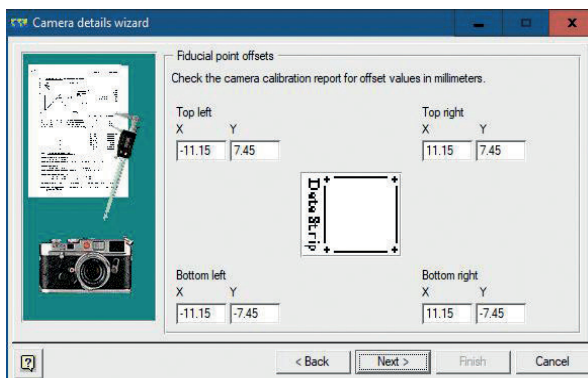 Camera details wizard
Fiducial point offsets
Check the camera calibration report for offset values in millimeters.
Top left
X Y
-11.15 7.45
Top right
X Y
11.15 7.45
Data Strip
Bottom left
X Y
-11.15 -7.45
Bottom right
X Y
11.15 -7.45
?
< Back
Next >
Finish
Cancel